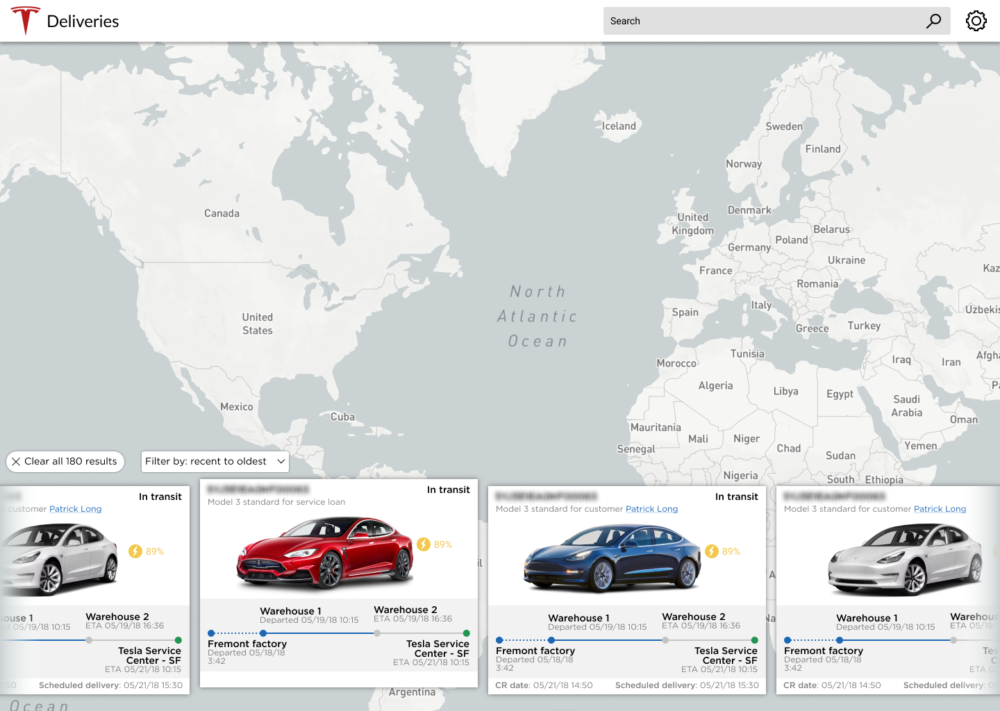 Deliveries
Search
Iceland
Sweden
Finland
Norway
Canada
Denmark
United
Kingdom
Belarus
Poland
Germany
Ukraine
France
Kaz
Romania
North
Atlantic
Ocean
Italy
Uzbekis
Spain
United
States
Greece
Turkey
Tunisia
Morocco
Iraq
Iran
Afgha
Algeria
Libya
Egypt
Pa
Saudi
Arabia
Mexico
Cuba
Oman
Mauritania
Mali
Niger
Chad
Yemen
Senegal
Sudan
Nigeria
South
Ethiopia
Clear all 180 results
Filter by: recent to oldest
In transit
customer Patrick Long
89%
ouse 1
05/19/18 10:15
Warehouse 2
ETA 05/19/18 16:36
Tesla Service
Center - SF
ETA 05/21/18 10:15
:50
Scheduled delivery: 05/21/18 15:30
In transit
Model 3 standard for service loan
89%
Warehouse 1
Departed 05/19/18 10:15
Warehouse 2
ETA 05/19/18 16:36
Fremont factory
Departed 05/18/18
3:42
Tesla Service
Center - SF
ETA 05/21/18 10:15
In transit
Model 3 standard for customer Patrick Long
89%
Warehouse 1
Departed 05/19/18 10:15
Warehouse 2
ETA 05/19/18 16:36
Fremont factory
Departed 05/18/18
3:42
Tesla Service
Center - SF
ETA 05/21/18 10:15
CR date: 05/21/18 14:50
Scheduled delivery: 05/21/18 15:30
Model 3 standard for customer Patrick Long
Warehouse 1
Departed 05/19/18 10:15
Warehous
ETA 05/19/
Fremont factory
Departed 05/18/18
3:42
Tes
C
ETA 05
CR date: 05/21/18 14:50
Scheduled delivery: 0
il
A
Na
Argentina
Ocean